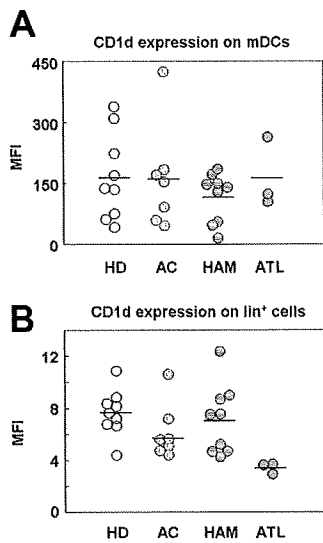 A
CD1d expression on mDCs
450
300
150
0
MFI
HD AC HAM ATL
B
CD1d expression on lin⁺ cells
12
8
4
0
MFI
HD AC HAM ATL